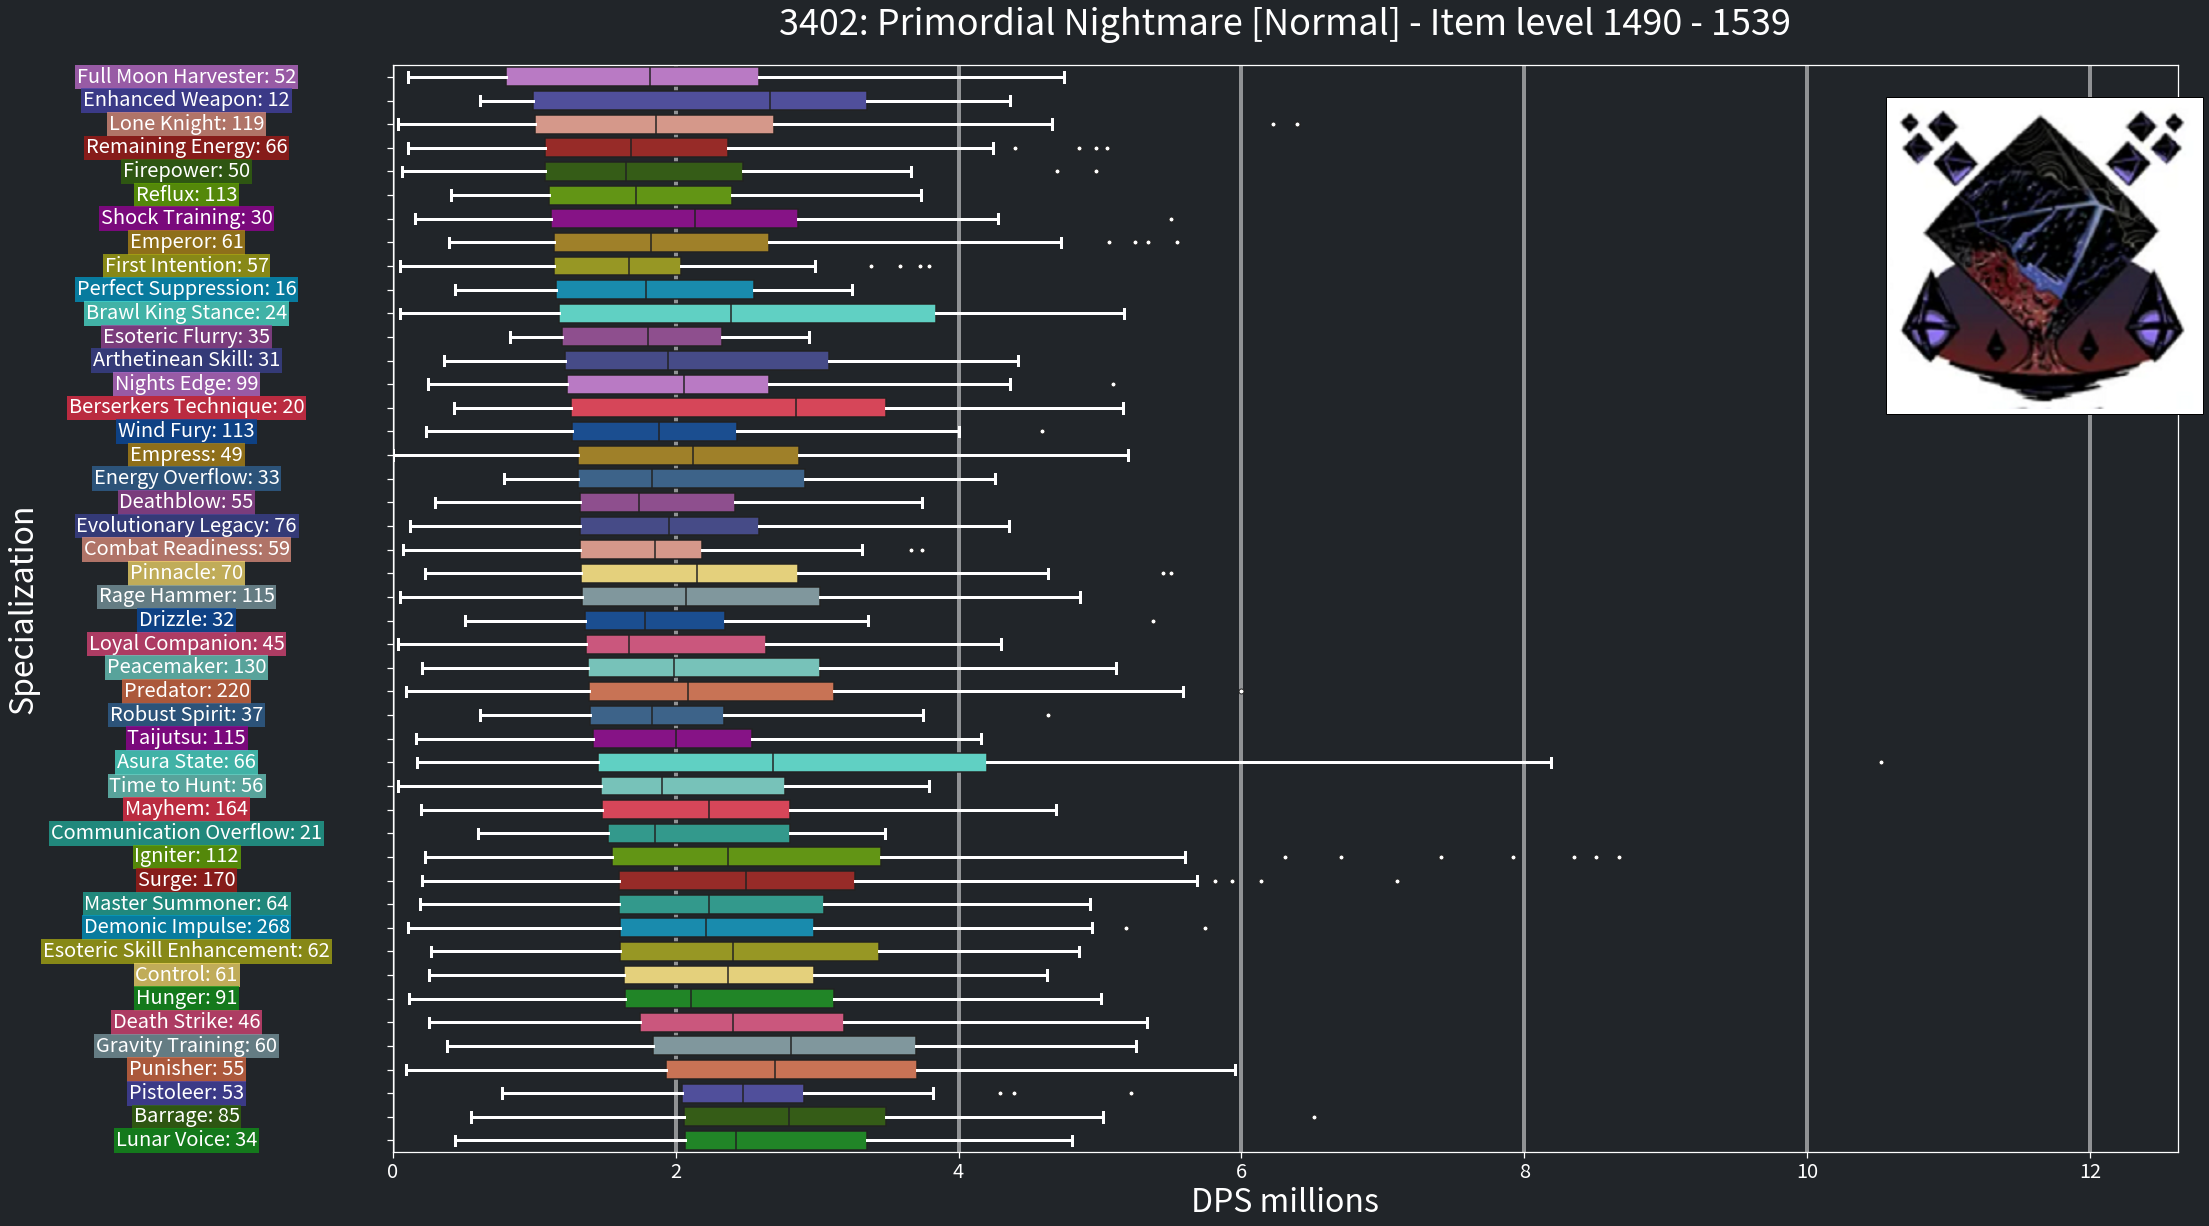 3402: Primordial Nightmare [Normal] - Item level 1490 - 1539
Specialization
Full Moon Harvester: 52
Enhanced Weapon: 12
Lone Knight: 119
Remaining Energy: 66
Firepower: 50
Reflux: 113
Shock Training: 30
Emperor: 61
First Intention: 57
Perfect Suppression: 16
Brawl King Stance: 24
Esoteric Flurry: 35
Arthetinean Skill: 31
Nights Edge: 99
Berserkers Technique: 20
Wind Fury: 113
Empress: 49
Energy Overflow: 33
Deathblow: 55
Evolutionary Legacy: 76
Combat Readiness: 59
Pinnacle: 70
Rage Hammer: 115
Drizzle: 32
Loyal Companion: 45
Peacemaker: 130
Predator: 220
Robust Spirit: 37
Taijutsu: 115
Asura State: 66
Time to Hunt: 56
Mayhem: 164
Communication Overflow: 21
Igniter: 112
Surge: 170
Master Summoner: 64
Demonic Impulse: 268
Esoteric Skill Enhancement: 62
Control: 61
Hunger: 91
Death Strike: 46
Gravity Training: 60
Punisher: 55
Pistoleer: 53
Barrage: 85
Lunar Voice: 34
0 2 4 6 8 10 12
DPS millions